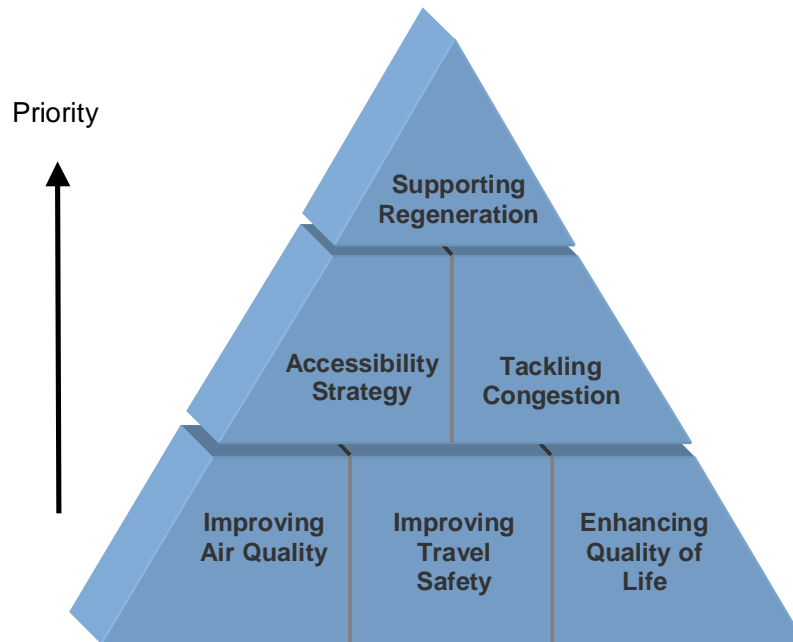 Priority
Supporting
Regeneration
Accessibility
Strategy
Tackling
Congestion
Improving
Air Quality
Improving
Travel
Safety
Enhancing
Quality of
Life